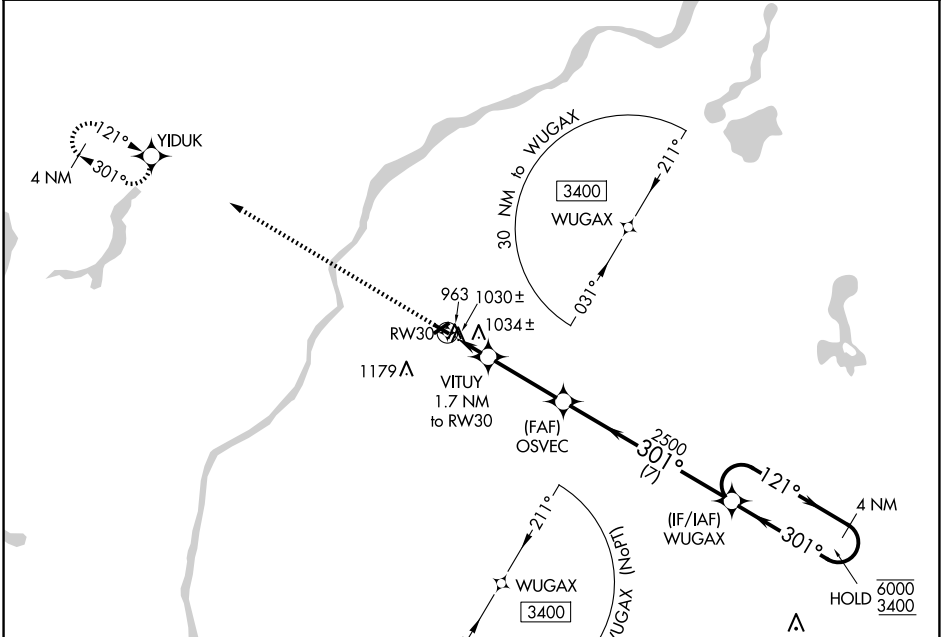 121°
YIDUK
301°
4 NM
30 NM to WUGAX
211°
3400
WUGAX
031°
963
1030±
1034±
RW30
1179
VITUY
1.7 NM
to RW30
(FAF)
OSVEC
2500
301°
(7)
121°
4 NM
(IF/IAF)
WUGAX
301°
HOLD
6000
3400
211°
WUGAX
3400
WUGAX (NoPT)